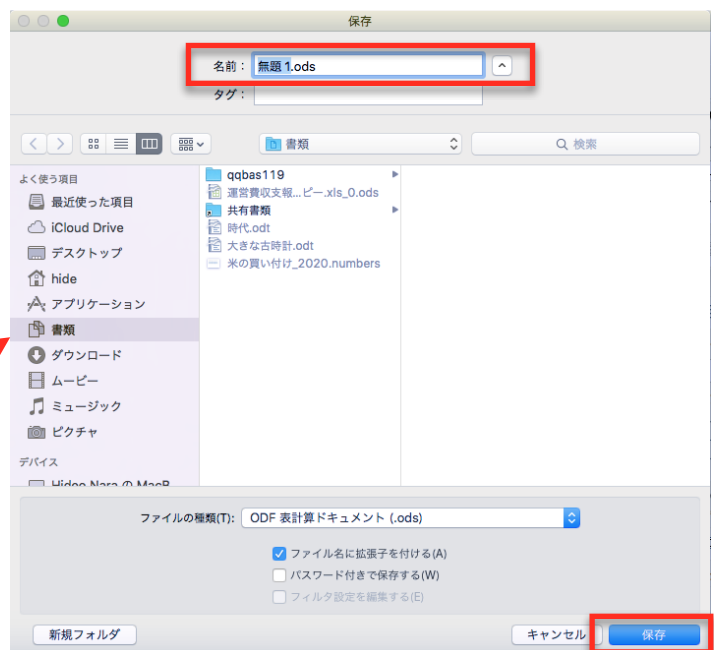 保存
名前： 無題 1.ods
タグ：
書類
検索
よく使う項目
最近使った項目
iCloud Drive
デスクトップ
hide
アプリケーション
書類
ダウンロード
ムービー
ミュージック
ピクチャ
デバイス
Hideo Nara の MacB
qqbas119
運営費収支報...ピー.xls_0.ods
共有書類
時代.odt
大きな古時計.odt
米の買い付け_2020.numbers
ファイルの種類(T): ODF 表計算ドキュメント (.ods)
ファイル名に拡張子を付ける(A)
パスワード付きで保存する(W)
フィルタ設定を編集する(E)
新規フォルダ キャンセル 保存